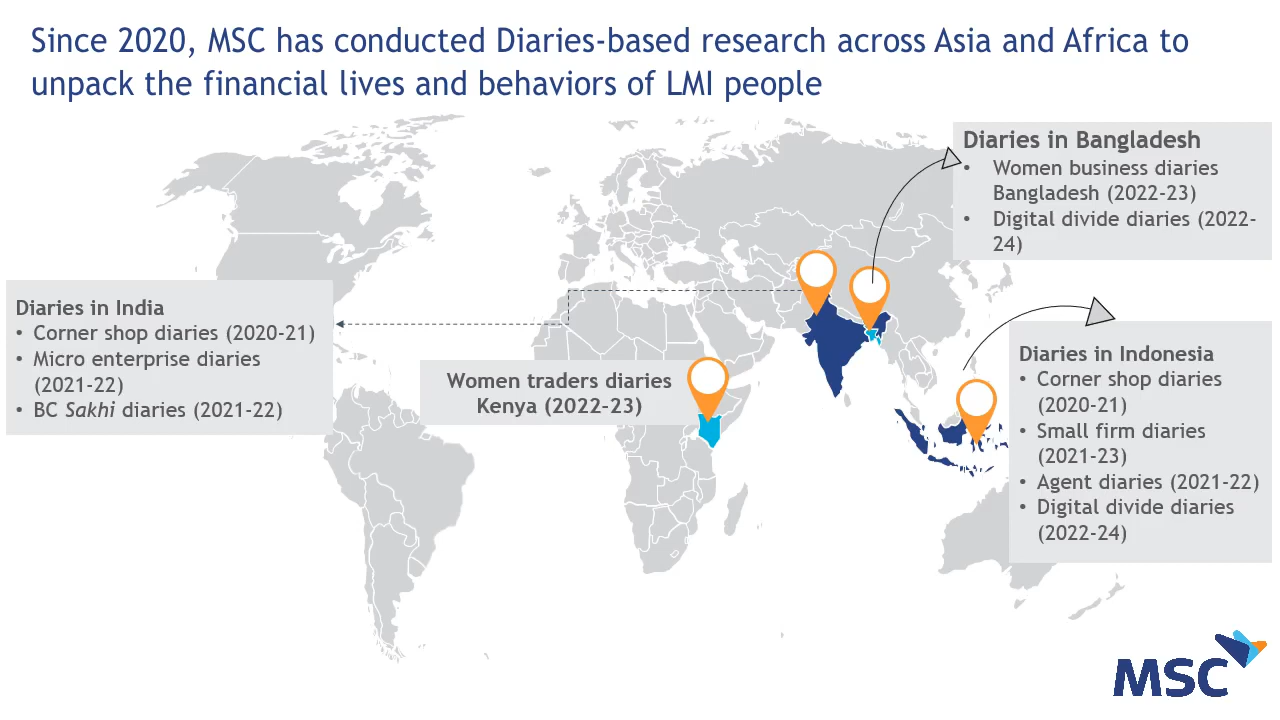 Since 2020, MSC has conducted Diaries-based research across Asia and Africa to
unpack the financial lives and behaviors of LMI people
Diaries in Bangladesh
• Women business diaries
Bangladesh (2022-23)
• Digital divide diaries (2022-
24)
Diaries in India
• Corner shop diaries (2020-21)
• Micro enterprise diaries
(2021-22)
• BC Sakhi diaries (2021-22)
Women traders diaries
Kenya (2022-23)
Diaries in Indonesia
• Corner shop diaries
(2020-21)
• Small firm diaries
(2021-23)
• Agent diaries (2021-22)
• Digital divide diaries
(2022-24)
MSC